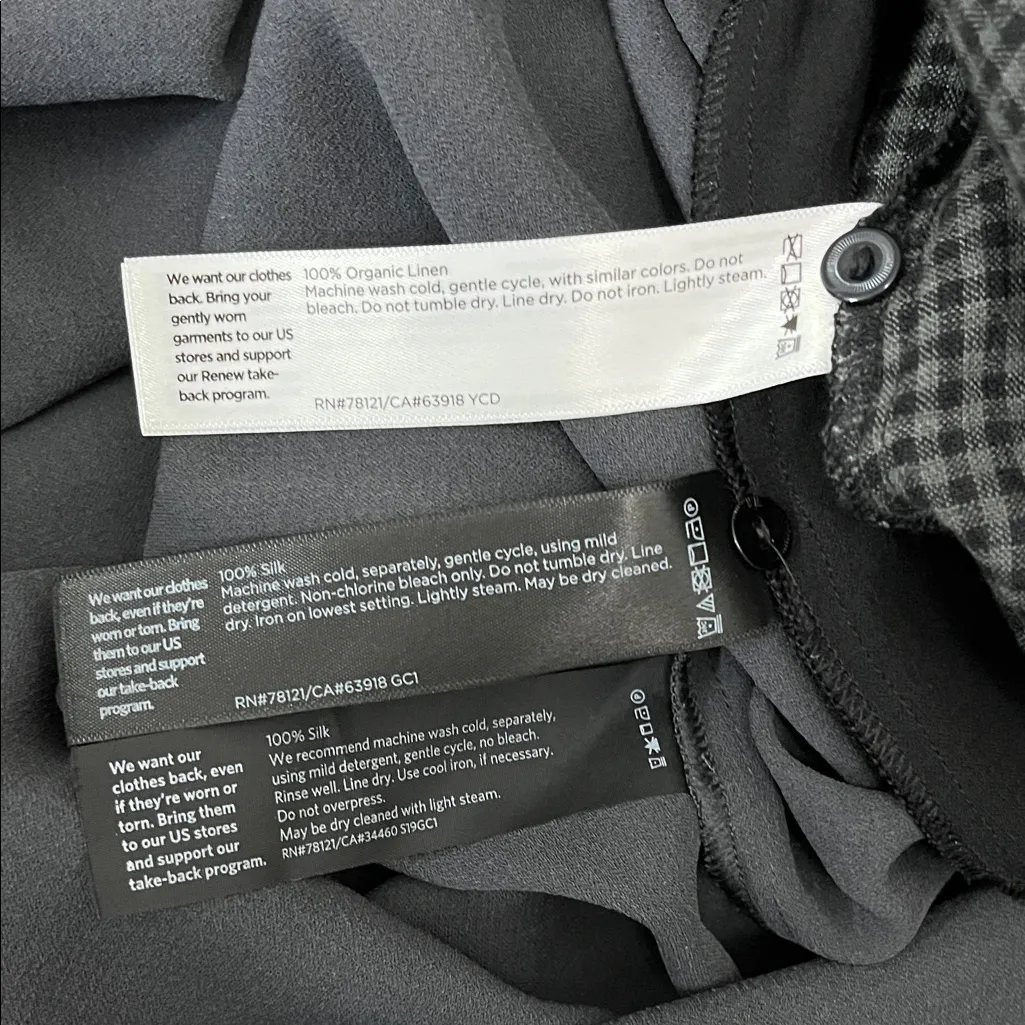 We want our clothes
back. Bring your
gently worn
garments to our US
stores and support
our Renew take-
back program.
100% Organic Linen
Machine wash cold, gentle cycle, with similar colors. Do not
bleach. Do not tumble dry. Line dry. Do not iron. Lightly steam.
RN#78121/CA#63918 YCD
We want our clothes
back, even if they're
worn or torn. Bring
them to our US
stores and support
our take-back
program.
100% Silk
Machine wash cold, separately, gentle cycle, using mild
detergent. Non-chlorine bleach only. Do not tumble dry. Line
dry. Iron on lowest setting. Lightly steam. May be dry cleaned.
RN#78121/CA#63918 GC1
P
We want our
clothes back, even
if they're worn or
torn. Bring them
to our US stores
and support our
take-back program.
100% Silk
We recommend machine wash cold, separately,
using mild detergent, gentle cycle, no bleach.
Rinse well. Line dry. Use cool iron, if necessary.
Do not overpress.
May be dry cleaned with light steam.
RN#78121/CA#34460 S19GC1
P